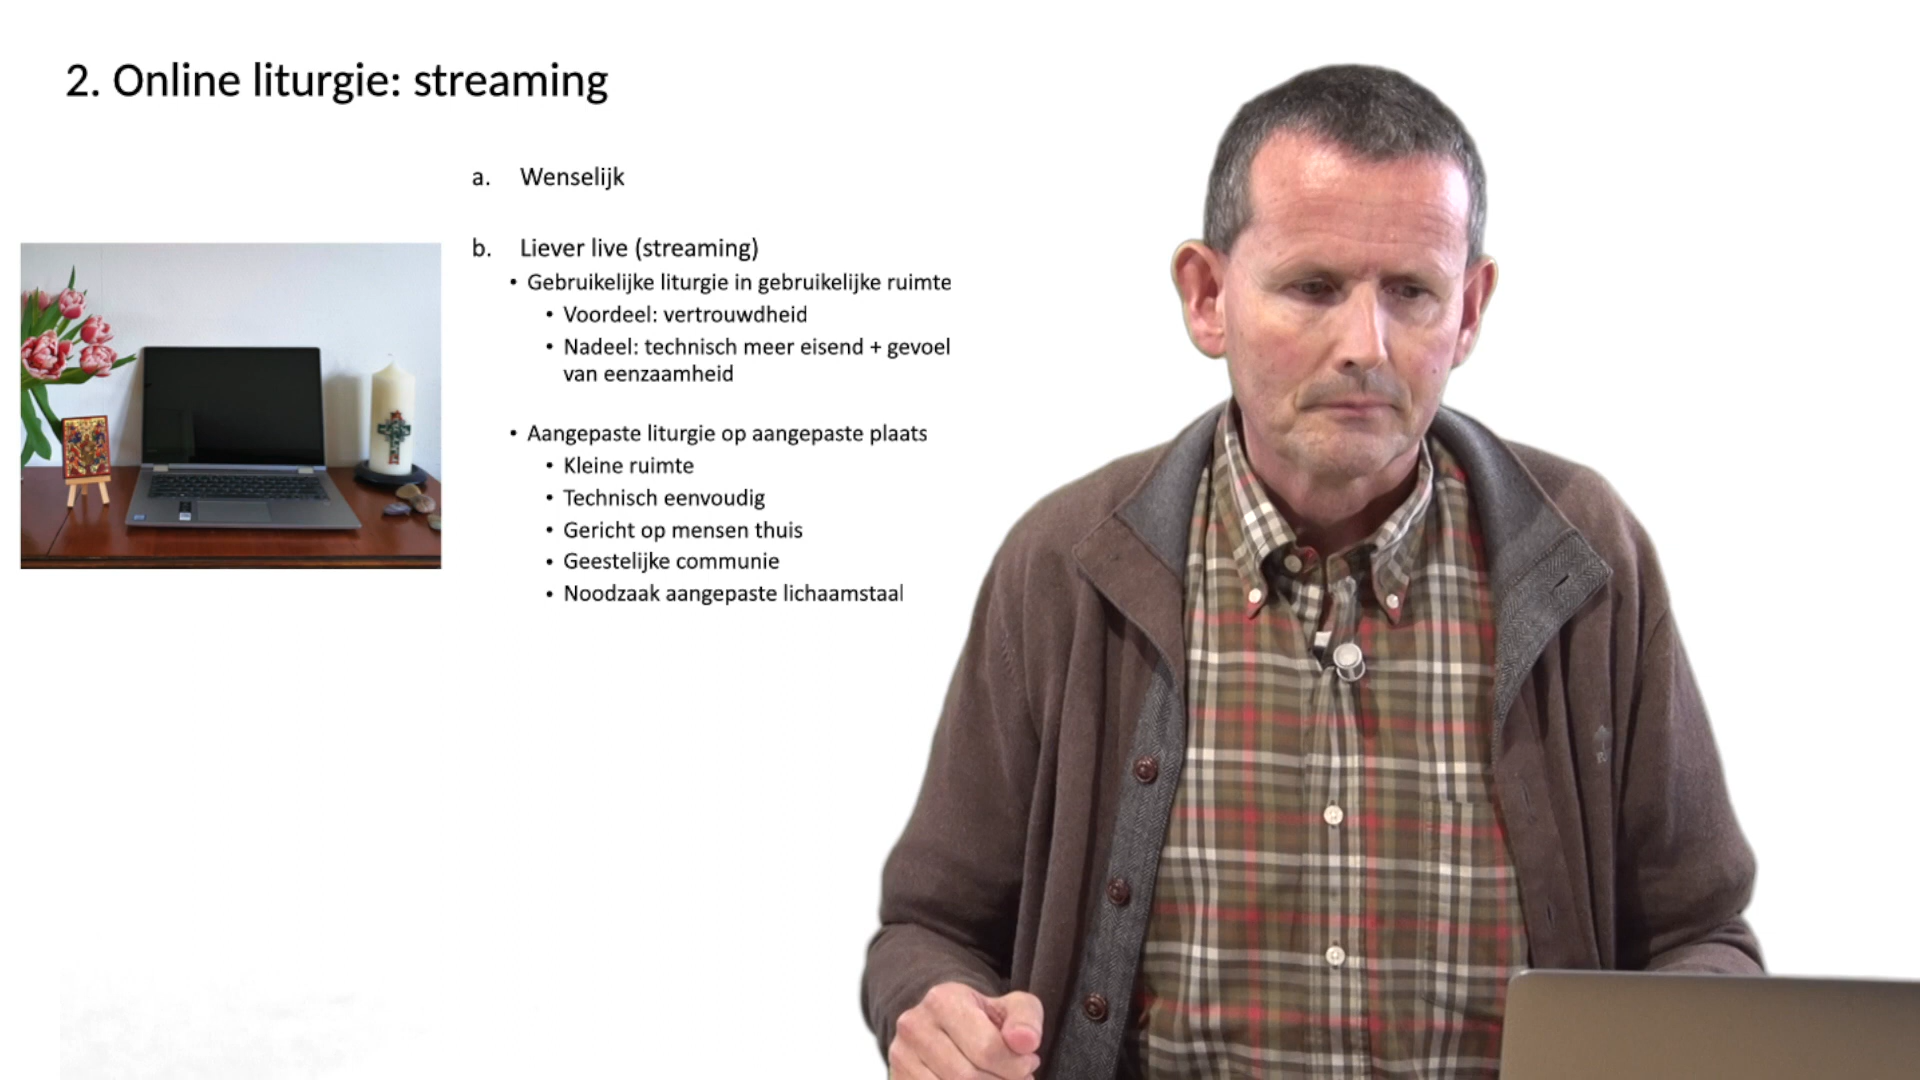 2. Online liturgie: streaming
a. Wenselijk
b. Liever live (streaming)
• Gebruikelijke liturgie in gebruikelijke ruimte
• Voordeel: vertrouwdheid
• Nadeel: technisch meer eisend + gevoel
van eenzaamheid
• Aangepaste liturgie op aangepaste plaats
• Kleine ruimte
• Technisch eenvoudig
• Gericht op mensen thuis
• Geestelijke communie
• Noodzaak aangepaste lichaamstaal